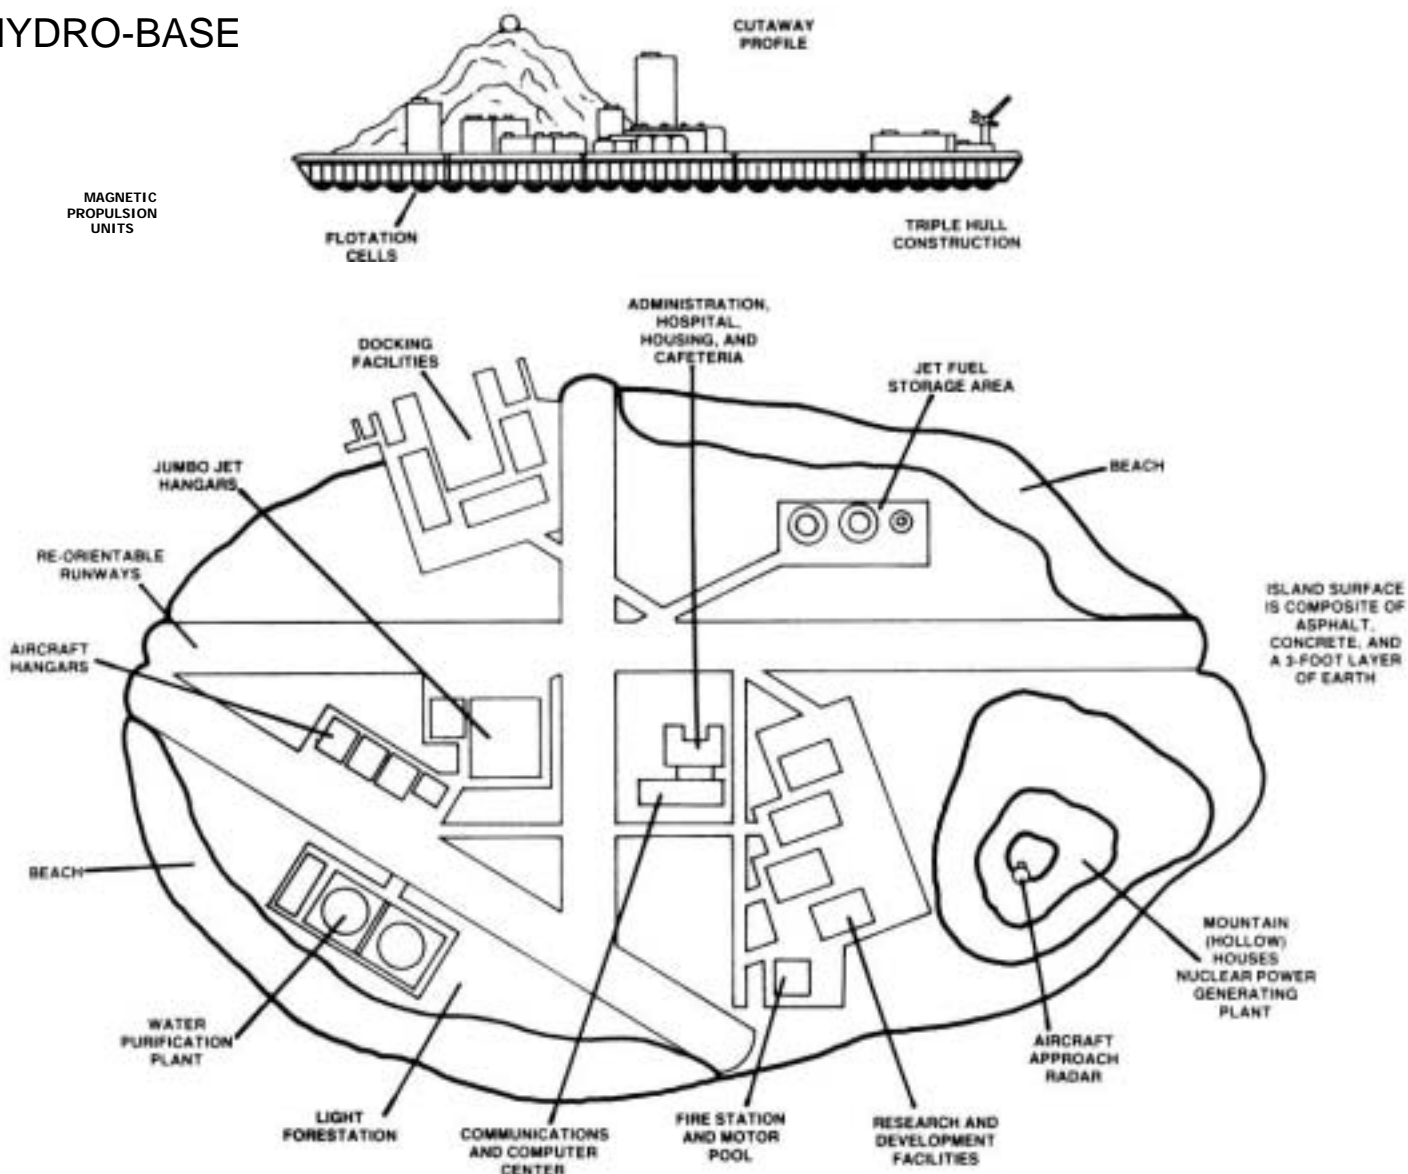 HYDRO-BASE
CUTAWAY
PROFILE
MAGNETIC
PROPULSION
UNITS
FLOTATION
CELLS
TRIPLE HULL
CONSTRUCTION
ADMINISTRATION,
HOSPITAL,
HOUSING, AND
CAFETERIA
DOCKING
FACILITIES
JET FUEL
STORAGE AREA
JUMBO JET
HANGARS
BEACH
RE-ORIENTABLE
RUNWAYS
ISLAND SURFACE
IS COMPOSITE OF
ASPHALT,
CONCRETE, AND
A 3-FOOT LAYER
OF EARTH
AIRCRAFT
HANGARS
BEACH
MOUNTAIN
(HOLLOW)
HOUSES
NUCLEAR POWER
GENERATING
PLANT
WATER
PURIFICATION
PLANT
AIRCRAFT
APPROACH
RADAR
LIGHT
FORESTATION
COMMUNICATIONS
AND COMPUTER
CENTER
FIRE STATION
AND MOTOR
POOL
RESEARCH AND
DEVELOPMENT
FACILITIES